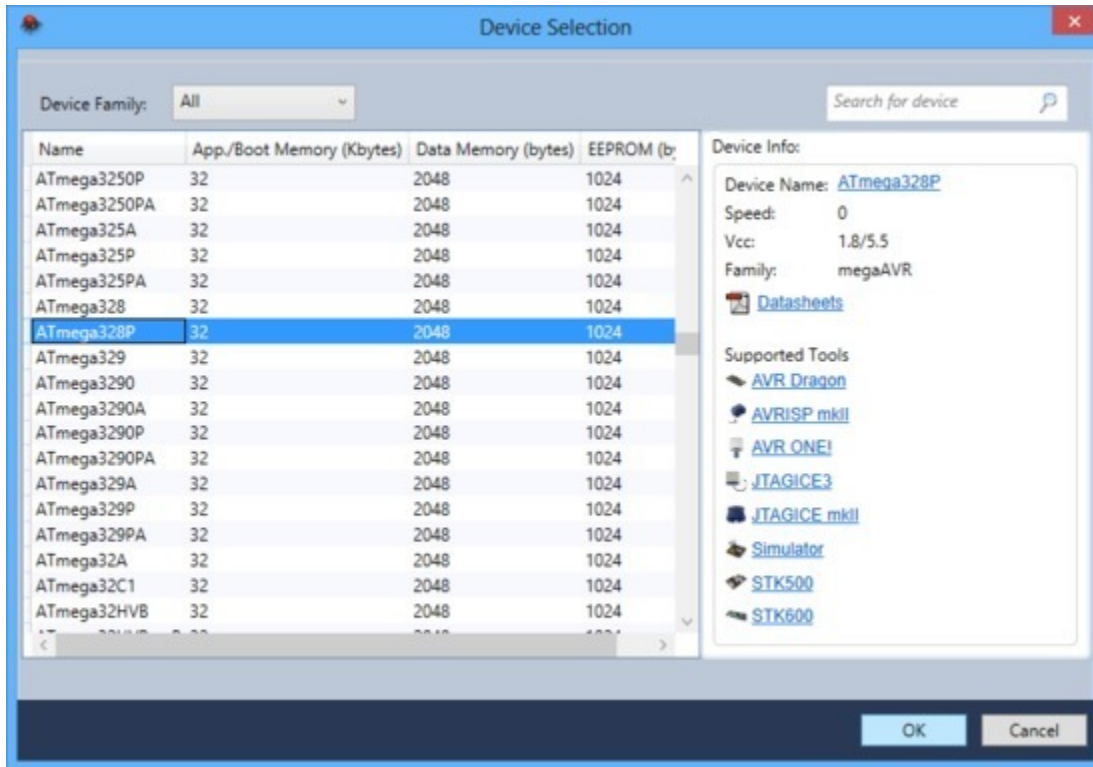 Device Selection
Device Family: All
Search for device
Name App./Boot Memory (Kbytes) Data Memory (bytes) EEPROM (by
ATmega3250P 32 2048 1024
ATmega3250PA 32 2048 1024
ATmega325A 32 2048 1024
ATmega325P 32 2048 1024
ATmega325PA 32 2048 1024
ATmega328 32 2048 1024
ATmega328P 32 2048 1024
ATmega329 32 2048 1024
ATmega3290 32 2048 1024
ATmega3290A 32 2048 1024
ATmega3290P 32 2048 1024
ATmega3290PA 32 2048 1024
ATmega329A 32 2048 1024
ATmega329P 32 2048 1024
ATmega329PA 32 2048 1024
ATmega32A 32 2048 1024
ATmega32C1 32 2048 1024
ATmega32HVB 32 2048 1024
Device Info:
Device Name: ATmega328P
Speed: 0
Vcc: 1.8/5.5
Family: megaAVR
Datasheets
Supported Tools
AVR Dragon
AVRISP mkII
AVR ONE!
JTAGICE3
JTAGICE mkII
Simulator
STK500
STK600
OK
Cancel